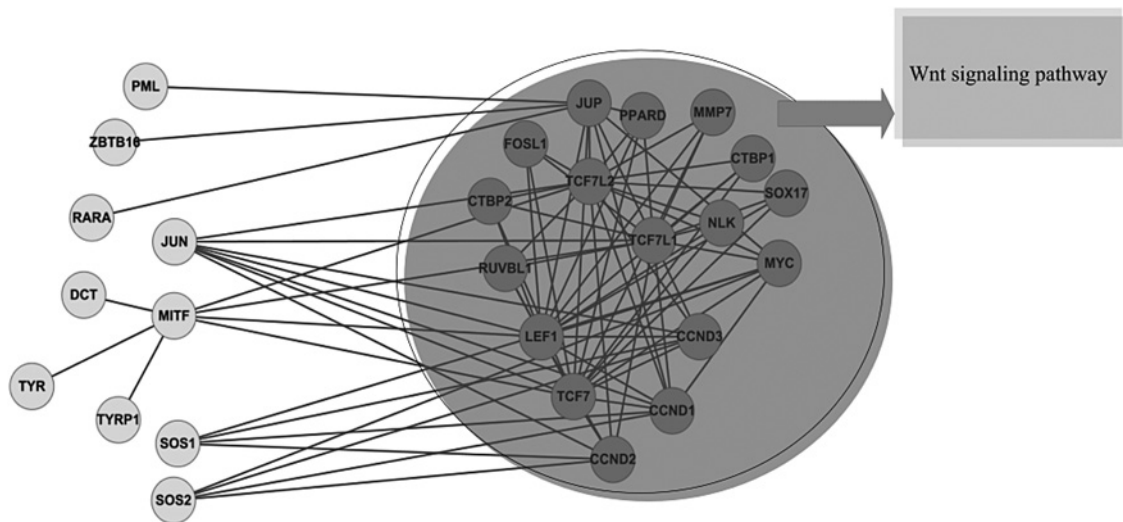 Wnt signaling pathway
PML
JUP
PPARD
MMP7
ZBTB16
FOSL1
CTBP1
TCF7L2
SOX17
CTBP2
RARA
NLK
JUN
TCF7L1
RUVBL1
MYC
DCT
MITF
LEF1
CCND3
TYR
TCF7
TYRP1
CCND1
SOS1
CCND2
SOS2